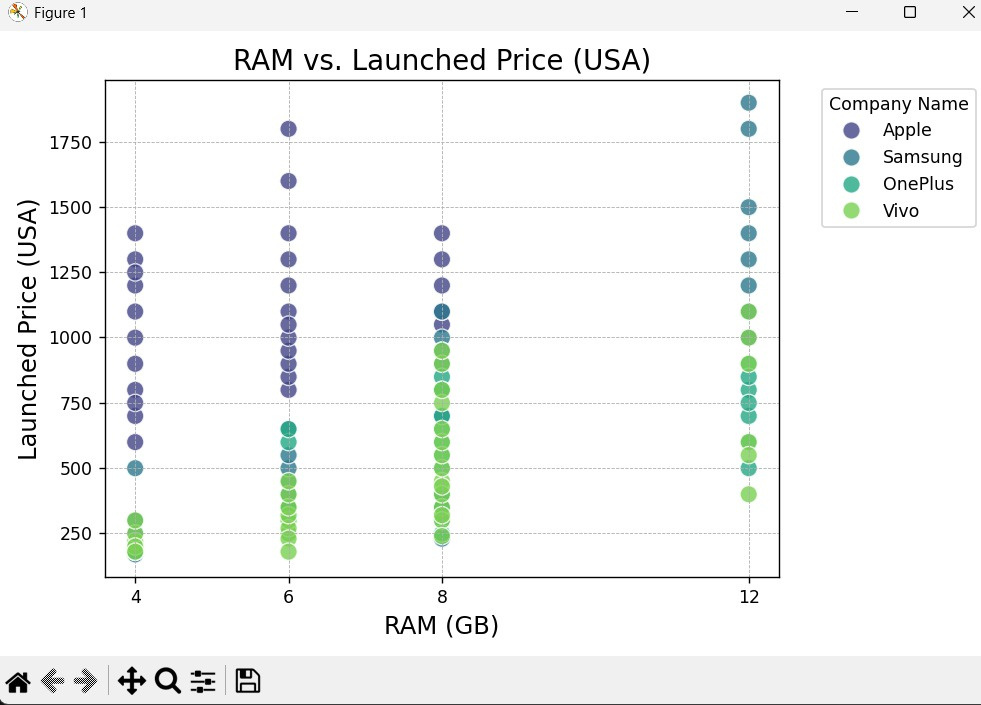 Figure 1
RAM vs. Launched Price (USA)
Company Name
Apple
Samsung
OnePlus
Vivo
Launched Price (USA)
1750
1500
1250
1000
750
500
250
4 6 8 12
RAM (GB)